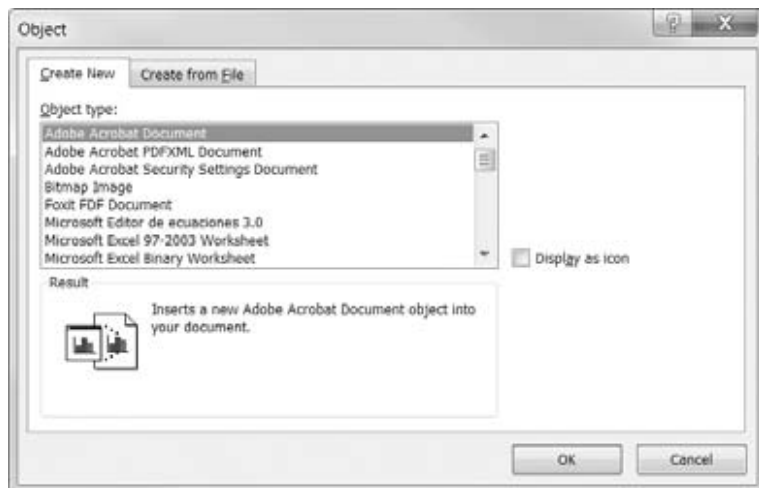 Object
Create New
Create from File
Object type:
Adobe Acrobat Document
Adobe Acrobat PDFXML Document
Adobe Acrobat Security Settings Document
Bitmap Image
Foxit FDF Document
Microsoft Editor de ecuaciones 3.0
Microsoft Excel 97-2003 Worksheet
Microsoft Excel Binary Worksheet
Display as icon
Result
Inserts a new Adobe Acrobat Document object into
your document.
OK
Cancel